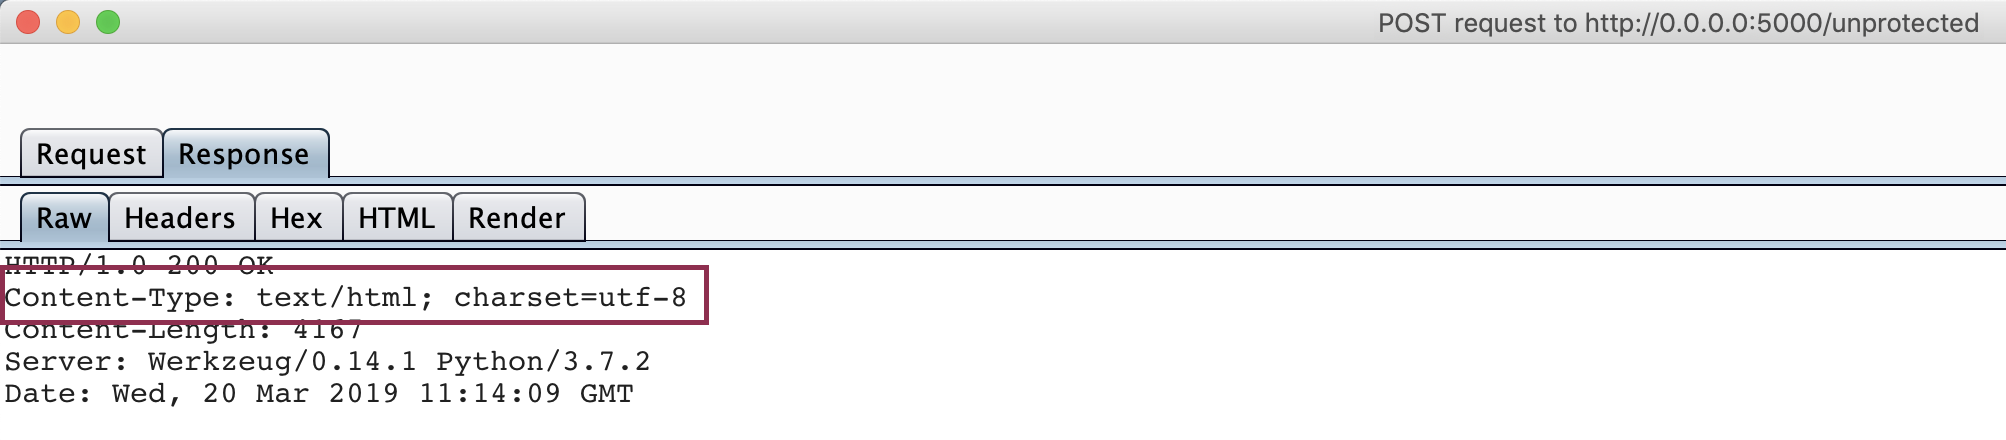 POST request to http://0.0.0.0:5000/unprotected
Request Response
Raw Headers Hex HTML Render
HTTP/1.0 200 OK
Content-Type: text/html; charset=utf-8
Content-Length: 4167
Server: Werkzeug/0.14.1 Python/3.7.2
Date: Wed, 20 Mar 2019 11:14:09 GMT